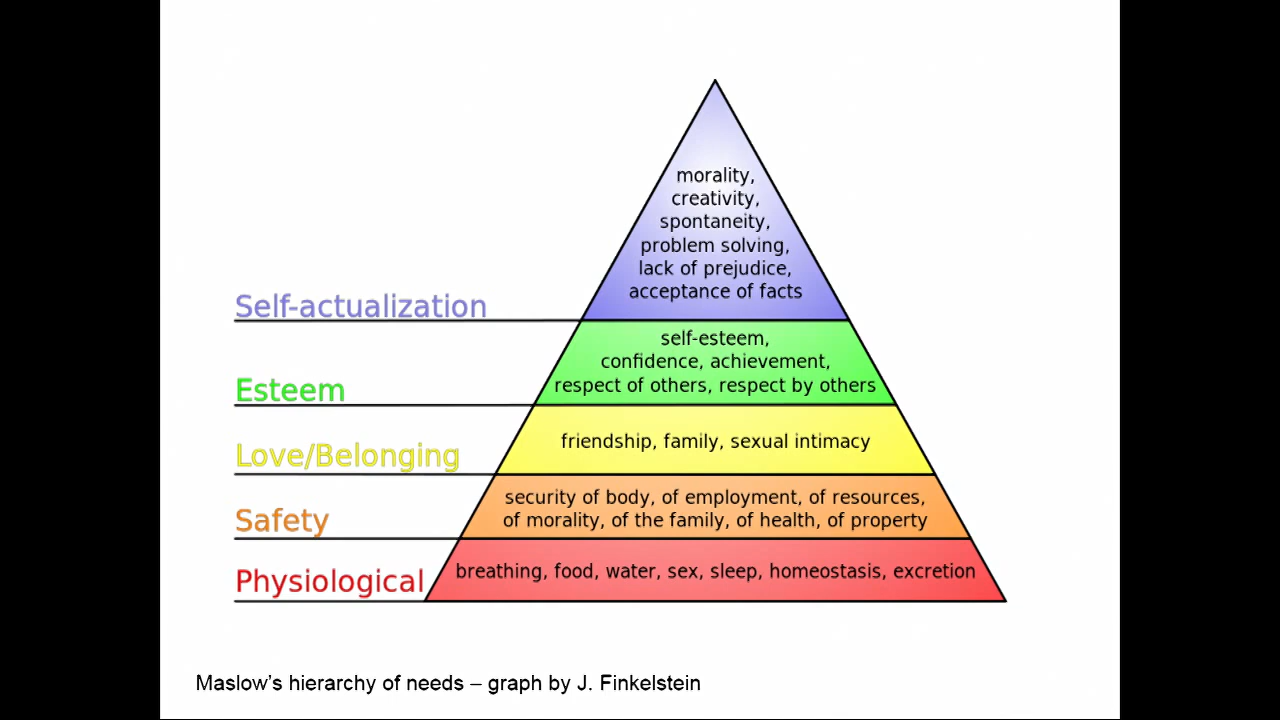 morality,
creativity,
spontaneity,
problem solving,
lack of prejudice,
acceptance of facts
Self-actualization
self-esteem,
confidence, achievement,
respect of others, respect by others
Esteem
friendship, family, sexual intimacy
Love/Belonging
security of body, of employment, of resources,
of morality, of the family, of health, of property
Safety
breathing, food, water, sex, sleep, homeostasis, excretion
Physiological
Maslow's hierarchy of needs – graph by J. Finkelstein